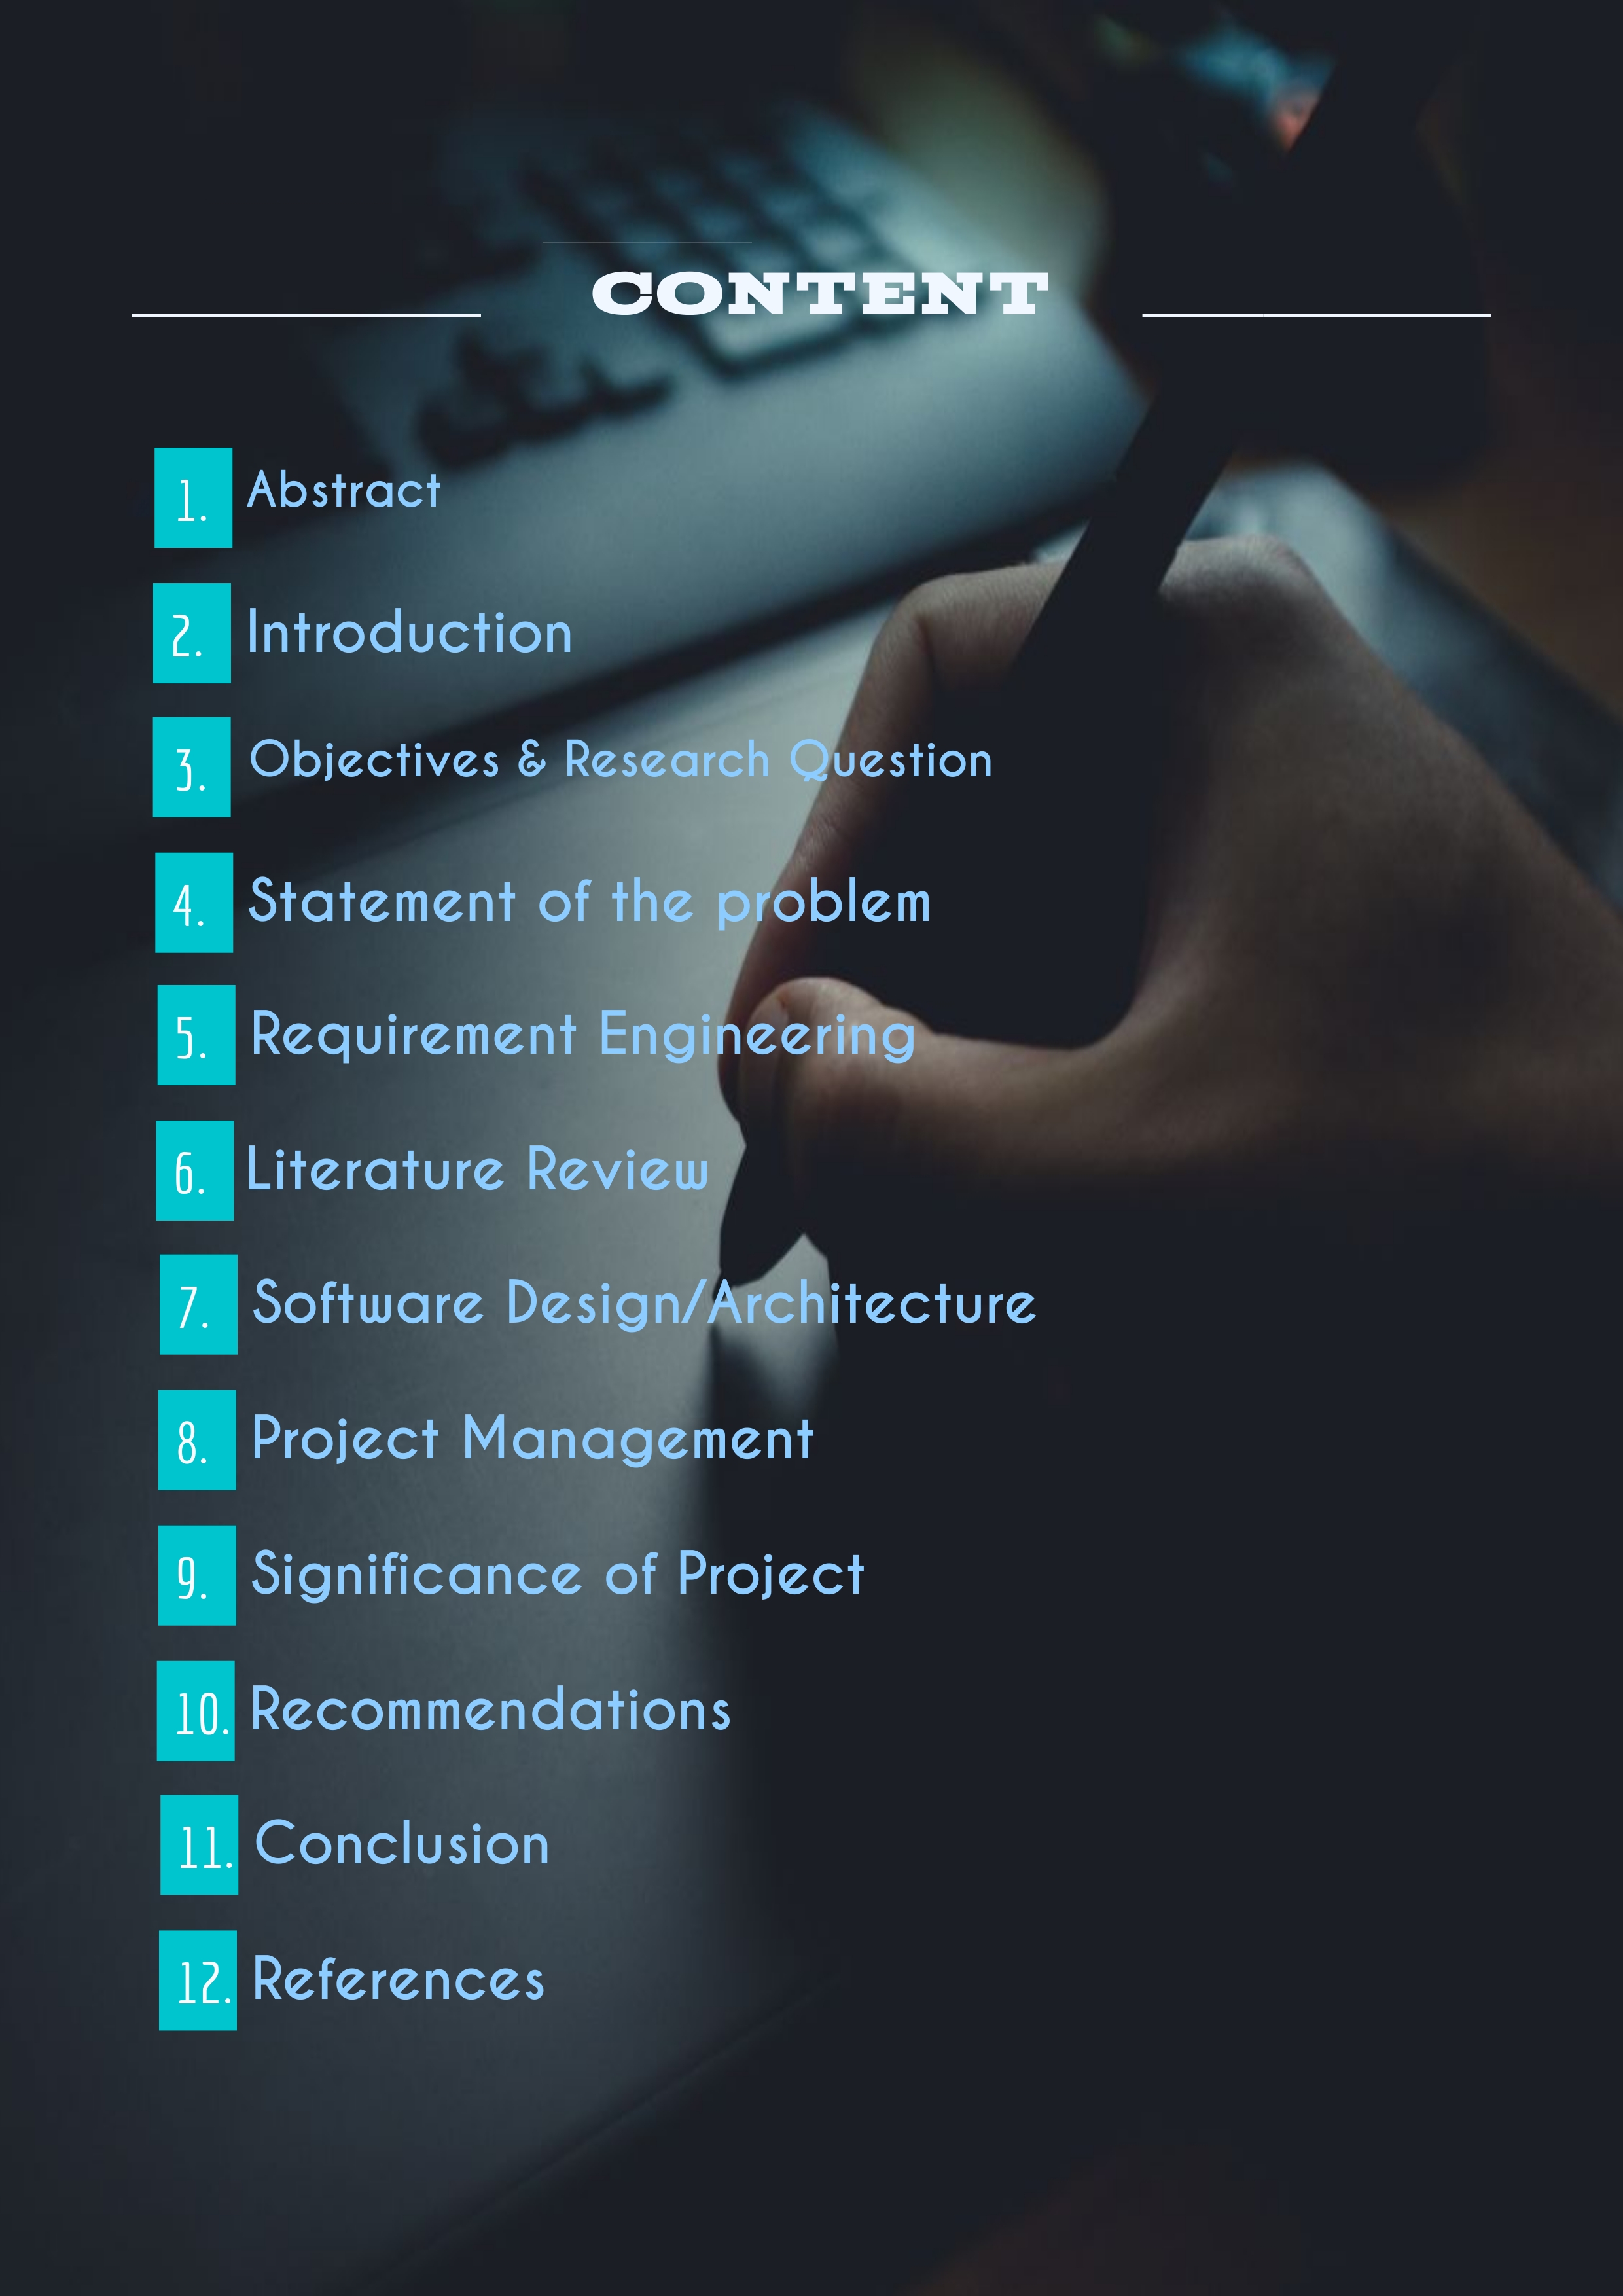 CONTENT
1. Abstract
2. Introduction
3. Objectives & Research Question
4. Statement of the problem
5. Requirement Engineering
6. Literature Review
7. Software Design/Architecture
8. Project Management
9. Significance of Project
10. Recommendations
11. Conclusion
12. References